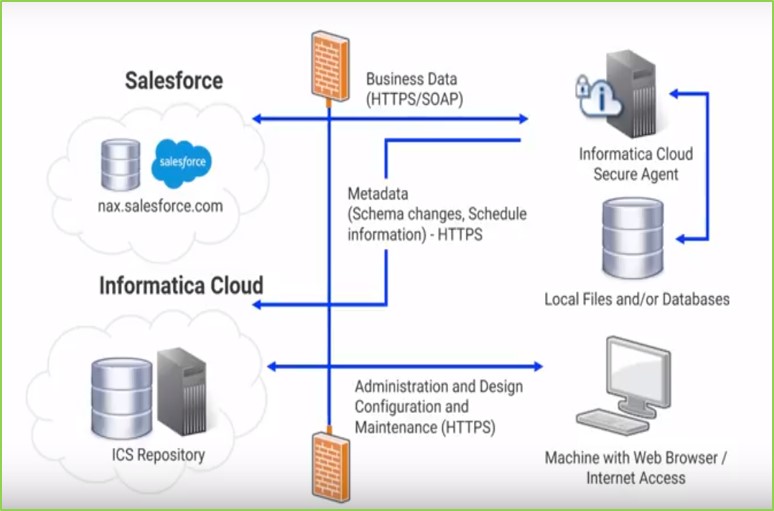 Salesforce
salesforce
nax.salesforce.com
Business Data
(HTTPS/SOAP)
Informatica Cloud
Secure Agent
Metadata
(Schema changes, Schedule
information) - HTTPS
Local Files and/or Databases
Informatica Cloud
ICS Repository
Administration and Design
Configuration and
Maintenance (HTTPS)
Machine with Web Browser /
Internet Access